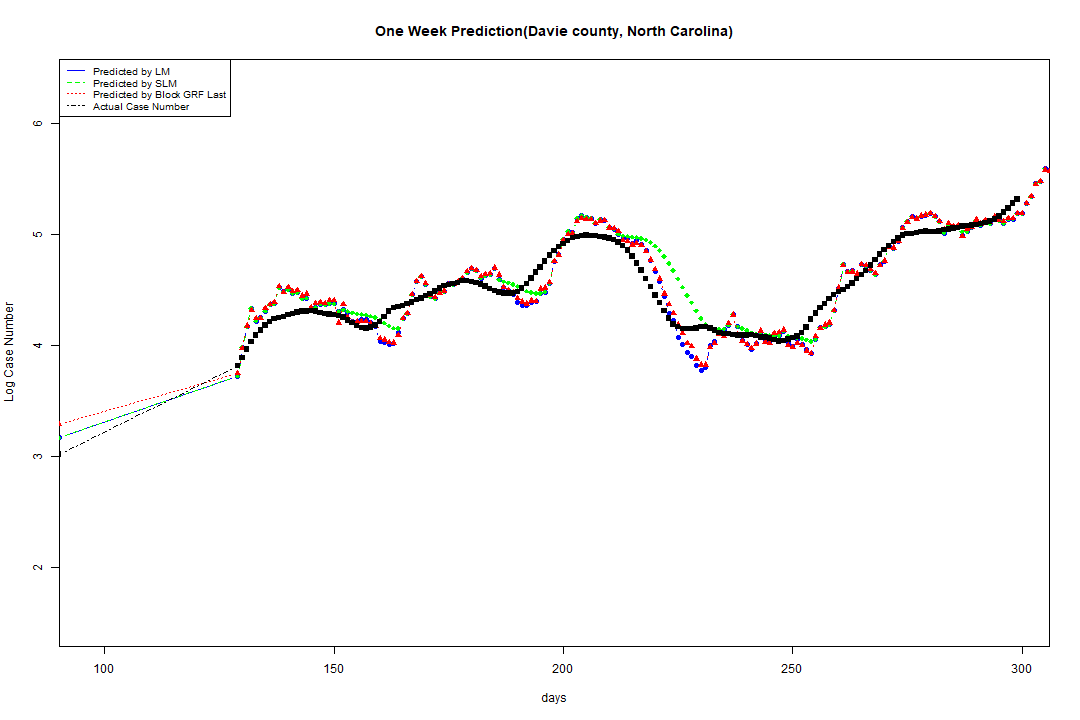 One Week Prediction(Davie county, North Carolina)
Predicted by LM
Predicted by SLM
Predicted by Block GRF Last
Actual Case Number
Log Case Number
6
5
4
3
2
100 150 200 250 300
days